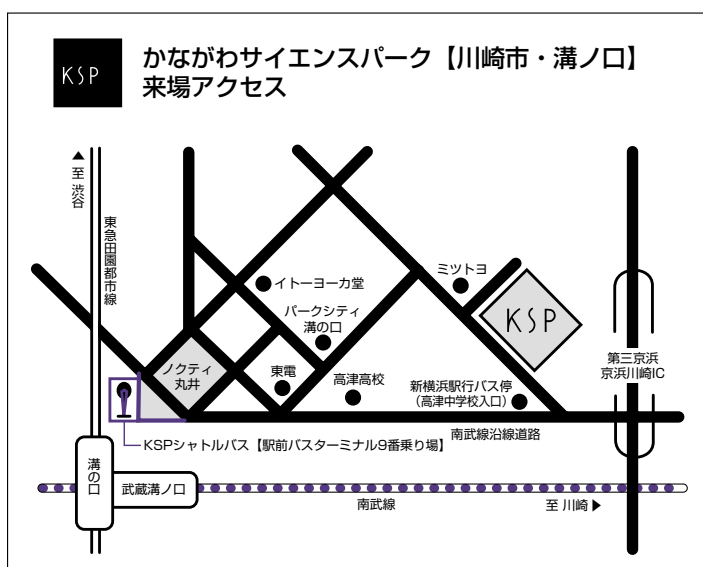 KSP
かながわサイエンスパーク【川崎市・溝ノ口】
来場アクセス
▲至 渋谷
東急田園都市線
イトーヨーカ堂
パークシティ
溝の口
ミツトヨ
KSP
ノクティ
丸井
東電
高津高校
新横浜駅行バス停
(高津中学校入口)
第三京浜
京浜川崎IC
南武線沿線道路
KSPシャトルバス【駅前バスターミナル9番乗り場】
溝の口
武蔵溝ノ口
南武線
至 川崎▶